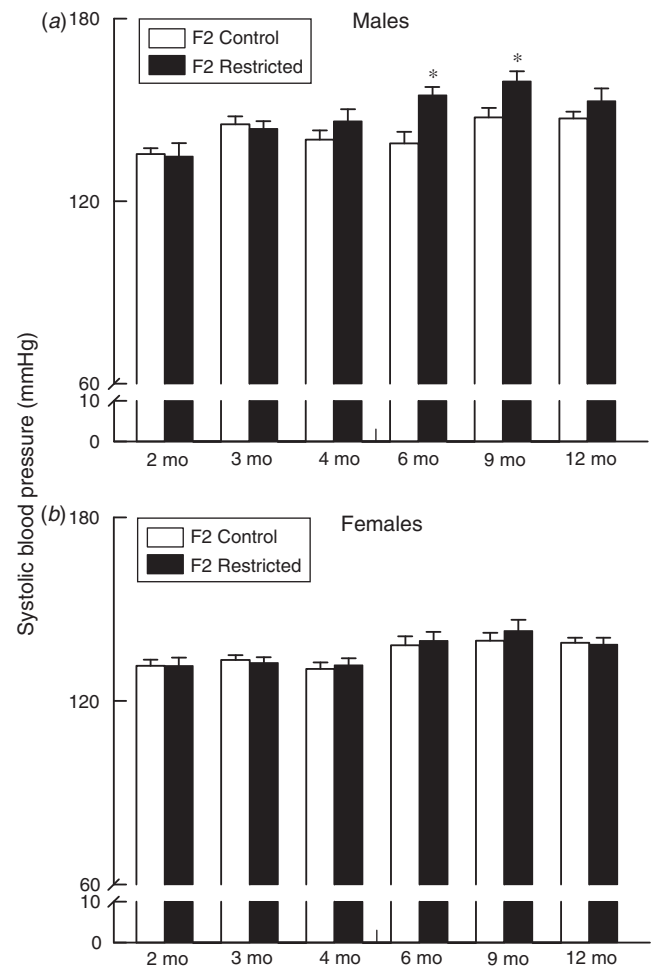 (a)
Males
F2 Control
F2 Restricted
180
120
60
10
0
*
*
2 mo 3 mo 4 mo 6 mo 9 mo 12 mo
Systolic blood pressure (mmHg)
(b)
Females
F2 Control
F2 Restricted
180
120
60
10
0
2 mo 3 mo 4 mo 6 mo 9 mo 12 mo